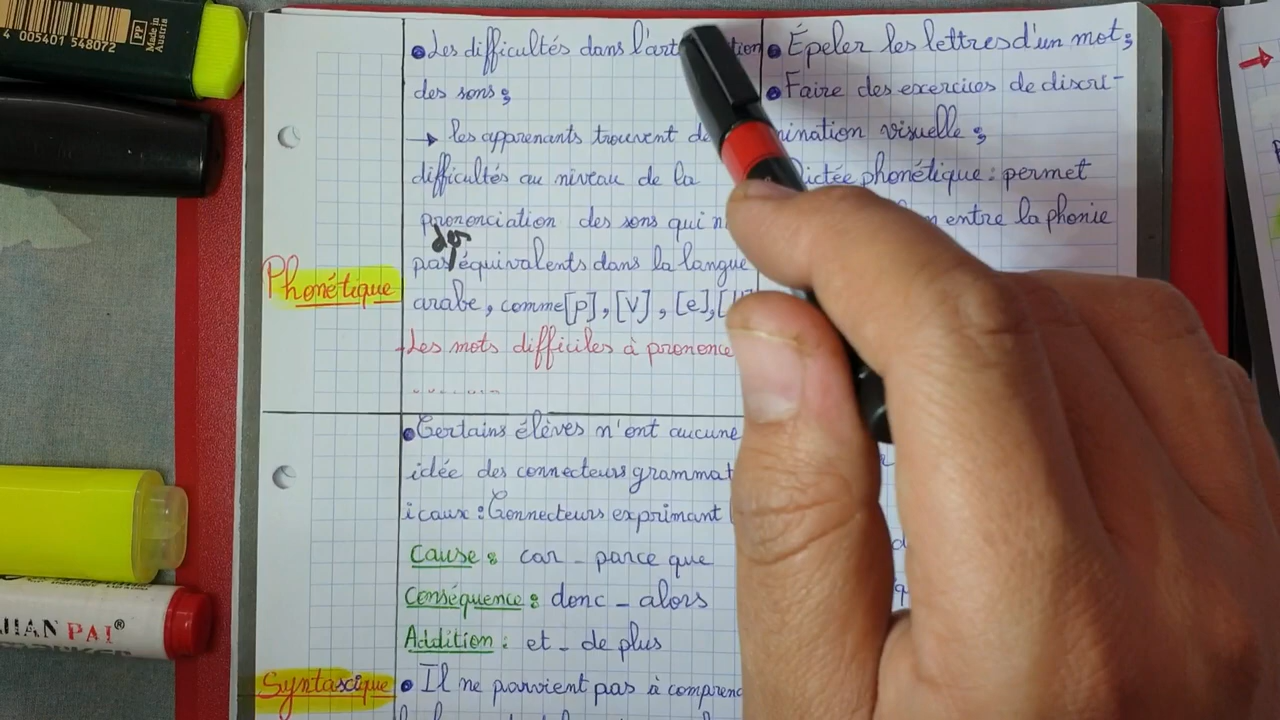 4 005401 548072
PP
Made in
Austria
HAN PAI®
Phonétique
• Les difficultés dans l'art tion
des sons;
→ les apprenants trouvent
difficultés au niveau de la
prononciation des sons qui
pas d'équivalents dans la langue
arabe, comme [p], [V], [e],
- Les mots difficiles à prononce
..........
• Épeler les lettres d'un mot;
• Faire des exercices de discri-
mination visuelle;
Dictée phonétique : permet
entre la phonie
Syntaxique
• Certains élèves n'ont aucune
idée des connecteurs grammat
icaux : Connecteurs exprimant
Cause : car - parce que
Conséquence : donc - alors
Addition : et - de plus
• Il ne parvient pas à comprend